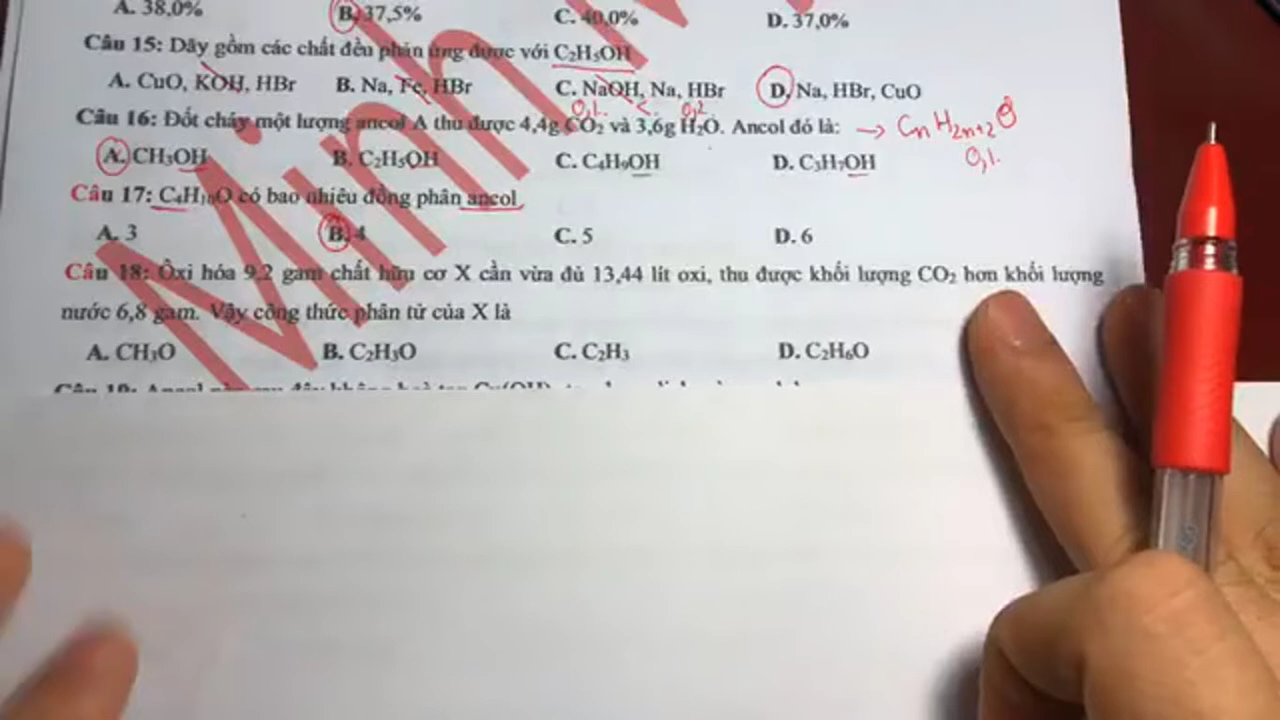 A. 38,0% B. 37,5% C. 40,0% D. 37,0%
Câu 15: Dãy gồm các chất đều phản ứng được với C₂H₅OH
A. CuO, KOH, HBr B. Na, Fe, HBr C. NaOH, Na, HBr D. Na, HBr, CuO
0,1 < 0,2
Câu 16: Đốt cháy một lượng ancol A thu được 4,4g CO₂ và 3,6g H₂O. Ancol đó là: → CnH2n+2O
0,1
A. CH₃OH B. C₂H₅OH C. C₄H₉OH D. C₃H₇OH
Câu 17: C₄H₁₀O có bao nhiêu đồng phân ancol
A. 3 B. 4 C. 5 D. 6
Câu 18: Ôxi hóa 9,2 gam chất hữu cơ X cần vừa đủ 13,44 lít oxi, thu được khối lượng CO₂ hơn khối lượng
nước 6,8 gam. Vậy công thức phân tử của X là
A. CH₃O B. C₂H₃O C. C₂H₃ D. C₂H₆O
Minh